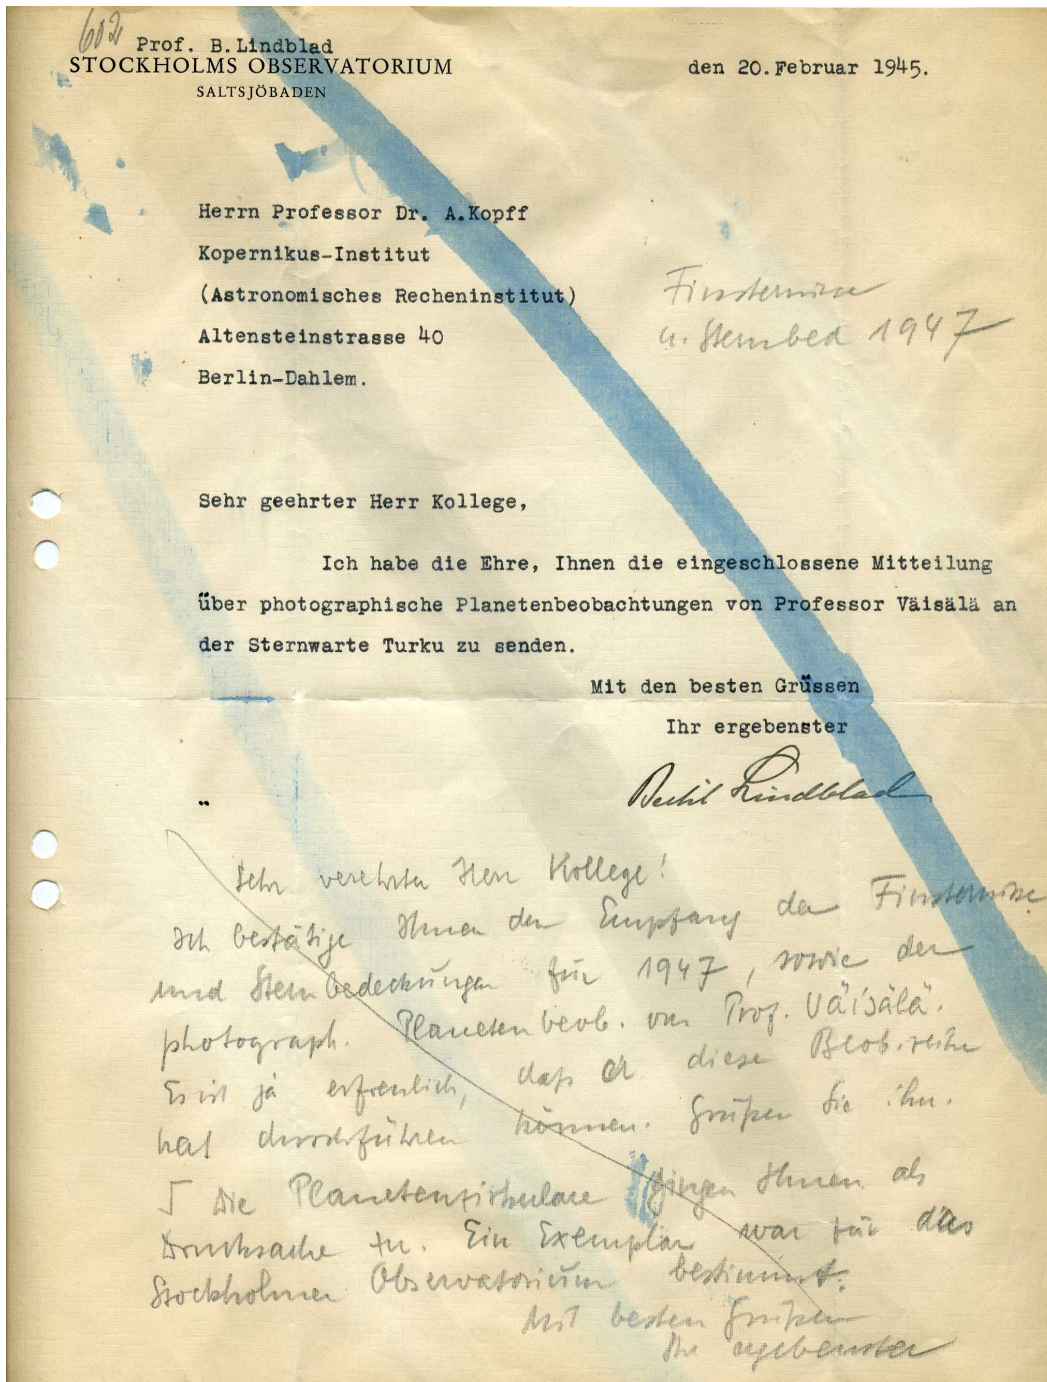 602
Prof. B.Lindblad
STOCKHOLMS OBSERVATORIUM
SALTSJÖBADEN
den 20.Februar 1945.
Herrn Professor Dr. A.Kopff
Kopernikus-Institut
(Astronomisches Recheninstitut)
Altensteinstrasse 40
Berlin-Dahlem.
Finsternisse
u. Sternbed 1947
Sehr geehrter Herr Kollege,
Ich habe die Ehre, Ihnen die eingeschlossene Mitteilung
über photographische Planetenbeobachtungen von Professor Väisälä an
der Sternwarte Turku zu senden.
Mit den besten Grüssen
Ihr ergebenster
Bertil Lindblad
Sehr verehrter Herr Kollege!
Ich bestätige Ihnen den Empfang der Finsternisse
und Sternbedeckungen für 1947, sowie der
photograph. Planetenbeob. von Prof. Väisälä.
Es ist ja erfreulich, daß er diese Beob.reihe
hat durchführen können. Grüßen Sie ihn.
Die Planetenzirkulare gingen Ihnen als
Drucksache zu. Ein Exemplar war für das
Stockholmer Observatorium bestimmt.
Mit besten Grüßen
Ihr ergebenster